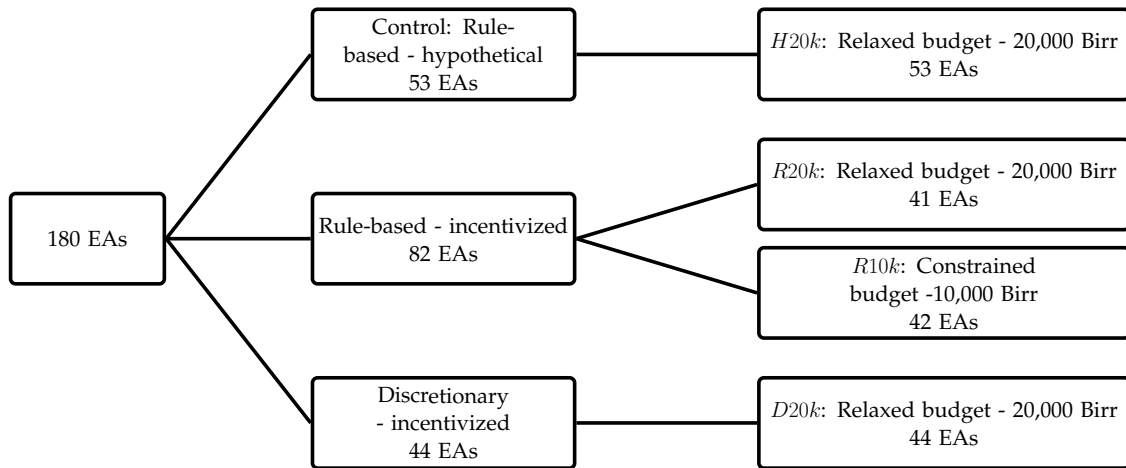 180 EAs
Control: Rule-
based - hypothetical
53 EAs
Rule-based - incentivized
82 EAs
Discretionary
- incentivized
44 EAs
H20k: Relaxed budget - 20,000 Birr
53 EAs
R20k: Relaxed budget - 20,000 Birr
41 EAs
R10k: Constrained
budget -10,000 Birr
42 EAs
D20k: Relaxed budget - 20,000 Birr
44 EAs